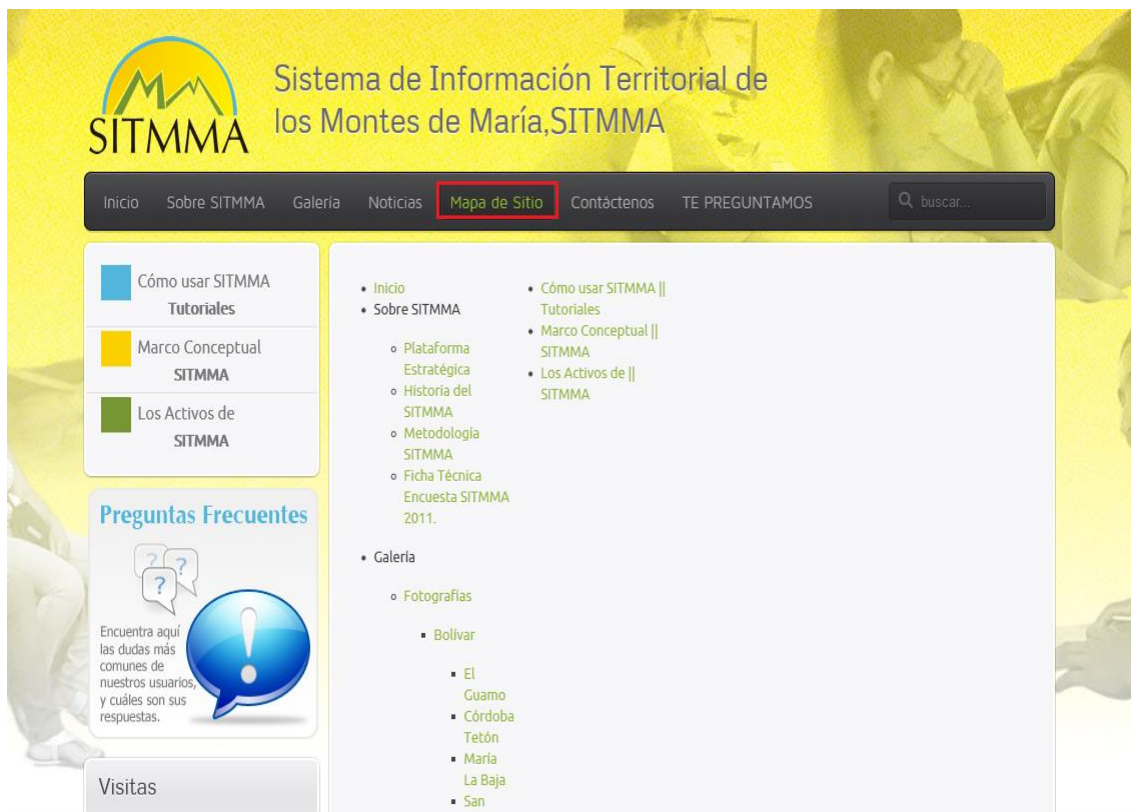 SITMMA
Sistema de Información Territorial de
los Montes de María,SITMMA
Inicio Sobre SITMMA Galería Noticias Mapa de Sitio Contáctenos TE PREGUNTAMOS buscar...
Cómo usar SITMMA
Tutoriales
Marco Conceptual
SITMMA
Los Activos de
SITMMA
Preguntas Frecuentes
? ? ?
!
Encuentra aquí
las dudas más
comunes de
nuestros usuarios,
y cuáles son sus
respuestas.
Visitas
Inicio
Sobre SITMMA
Plataforma
Estratégica
Historia del
SITMMA
Metodología
SITMMA
Ficha Técnica
Encuesta SITMMA
2011.
Galería
Fotografías
Bolívar
El
Guamo
Córdoba
Tetón
María
La Baja
San
Cómo usar SITMMA ||
Tutoriales
Marco Conceptual ||
SITMMA
Los Activos de ||
SITMMA